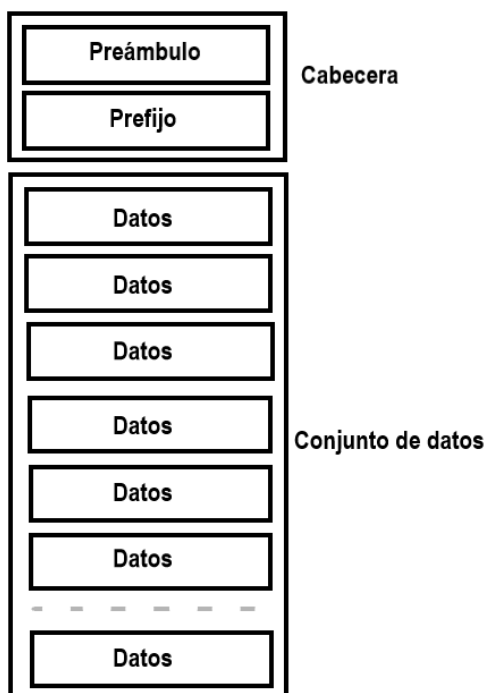 Preámbulo
Cabecera
Prefijo
Datos
Datos
Datos
Datos
Conjunto de datos
Datos
Datos
Datos